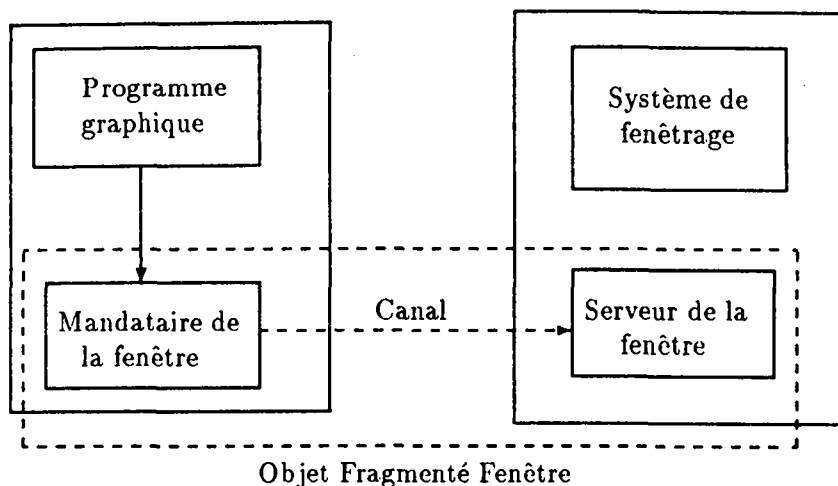 Programme
graphique
Système de
fenêtrage
Mandataire de
la fenêtre
Canal
Serveur de la
fenêtre
Objet Fragmenté Fenêtre